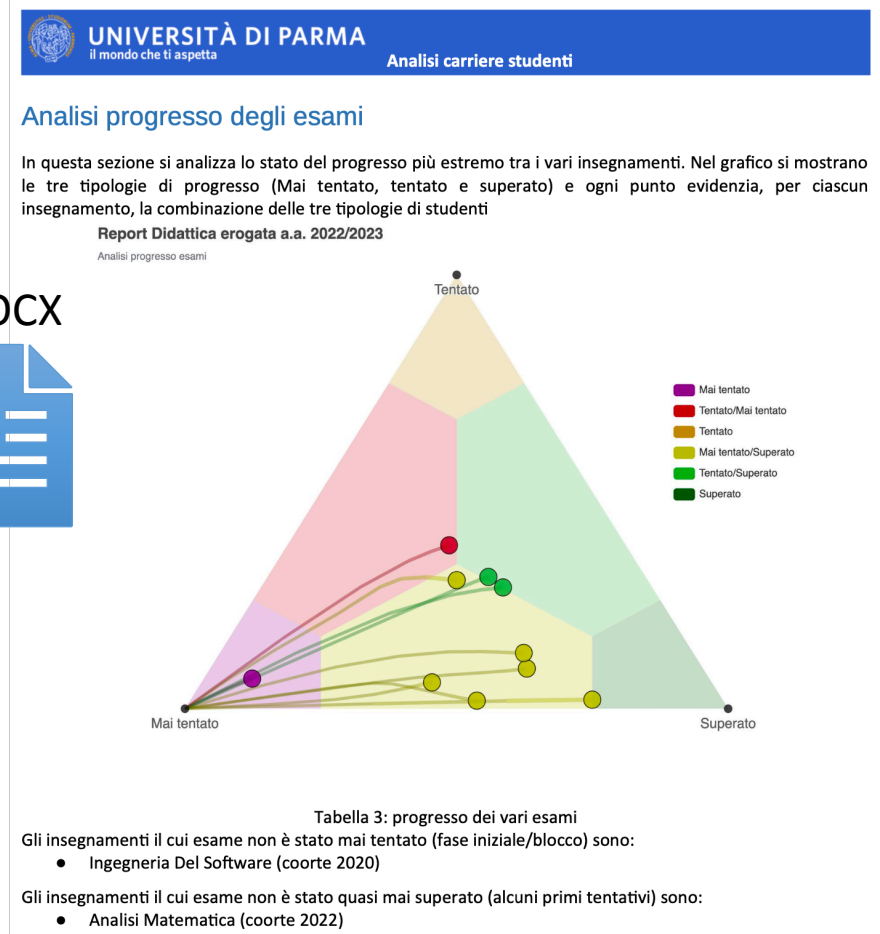 UNIVERSITÀ DI PARMA
il mondo che ti aspetta
Analisi carriere studenti
Analisi progresso degli esami
In questa sezione si analizza lo stato del progresso più estremo tra i vari insegnamenti. Nel grafico si mostrano
le tre tipologie di progresso (Mai tentato, tentato e superato) e ogni punto evidenzia, per ciascun
insegnamento, la combinazione delle tre tipologie di studenti
Report Didattica erogata a.a. 2022/2023
Analisi progresso esami
Tentato
OCX
Mai tentato
Tentato/Mai tentato
Tentato
Mai tentato/Superato
Tentato/Superato
Superato
Mai tentato
Superato
Tabella 3: progresso dei vari esami
Gli insegnamenti il cui esame non è stato mai tentato (fase iniziale/blocco) sono:
● Ingegneria Del Software (coorte 2020)
Gli insegnamenti il cui esame non è stato quasi mai superato (alcuni primi tentativi) sono:
● Analisi Matematica (coorte 2022)